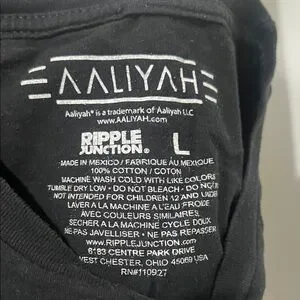 AALIYAH
Aaliyah® is a trademark of Aaliyah LLC
www.AALIYAH.com
RIPPLE
JUNCTION® L
MADE IN MEXICO / FABRIQUE AU MEXIQUE
100% COTTON / COTON
MACHINE WASH COLD WITH LIKE COLORS
TUMBLE DRY LOW - DO NOT BLEACH - DO NOT
NOT INTENDED FOR CHILDREN 12 AND UNDER
LAVER A LA MACHINE A L'EAU FROIDE
AVEC COULEURS SIMILAIRES
SECHER A LA MACHINE CYCLE DOUX
NE PAS JAVELLISER • NE PAS REPASSER
WWW.RIPPLEJUNCTION.COM
6183 CENTRE PARK DRIVE
WEST CHESTER, OHIO 45069 USA
RN#110927